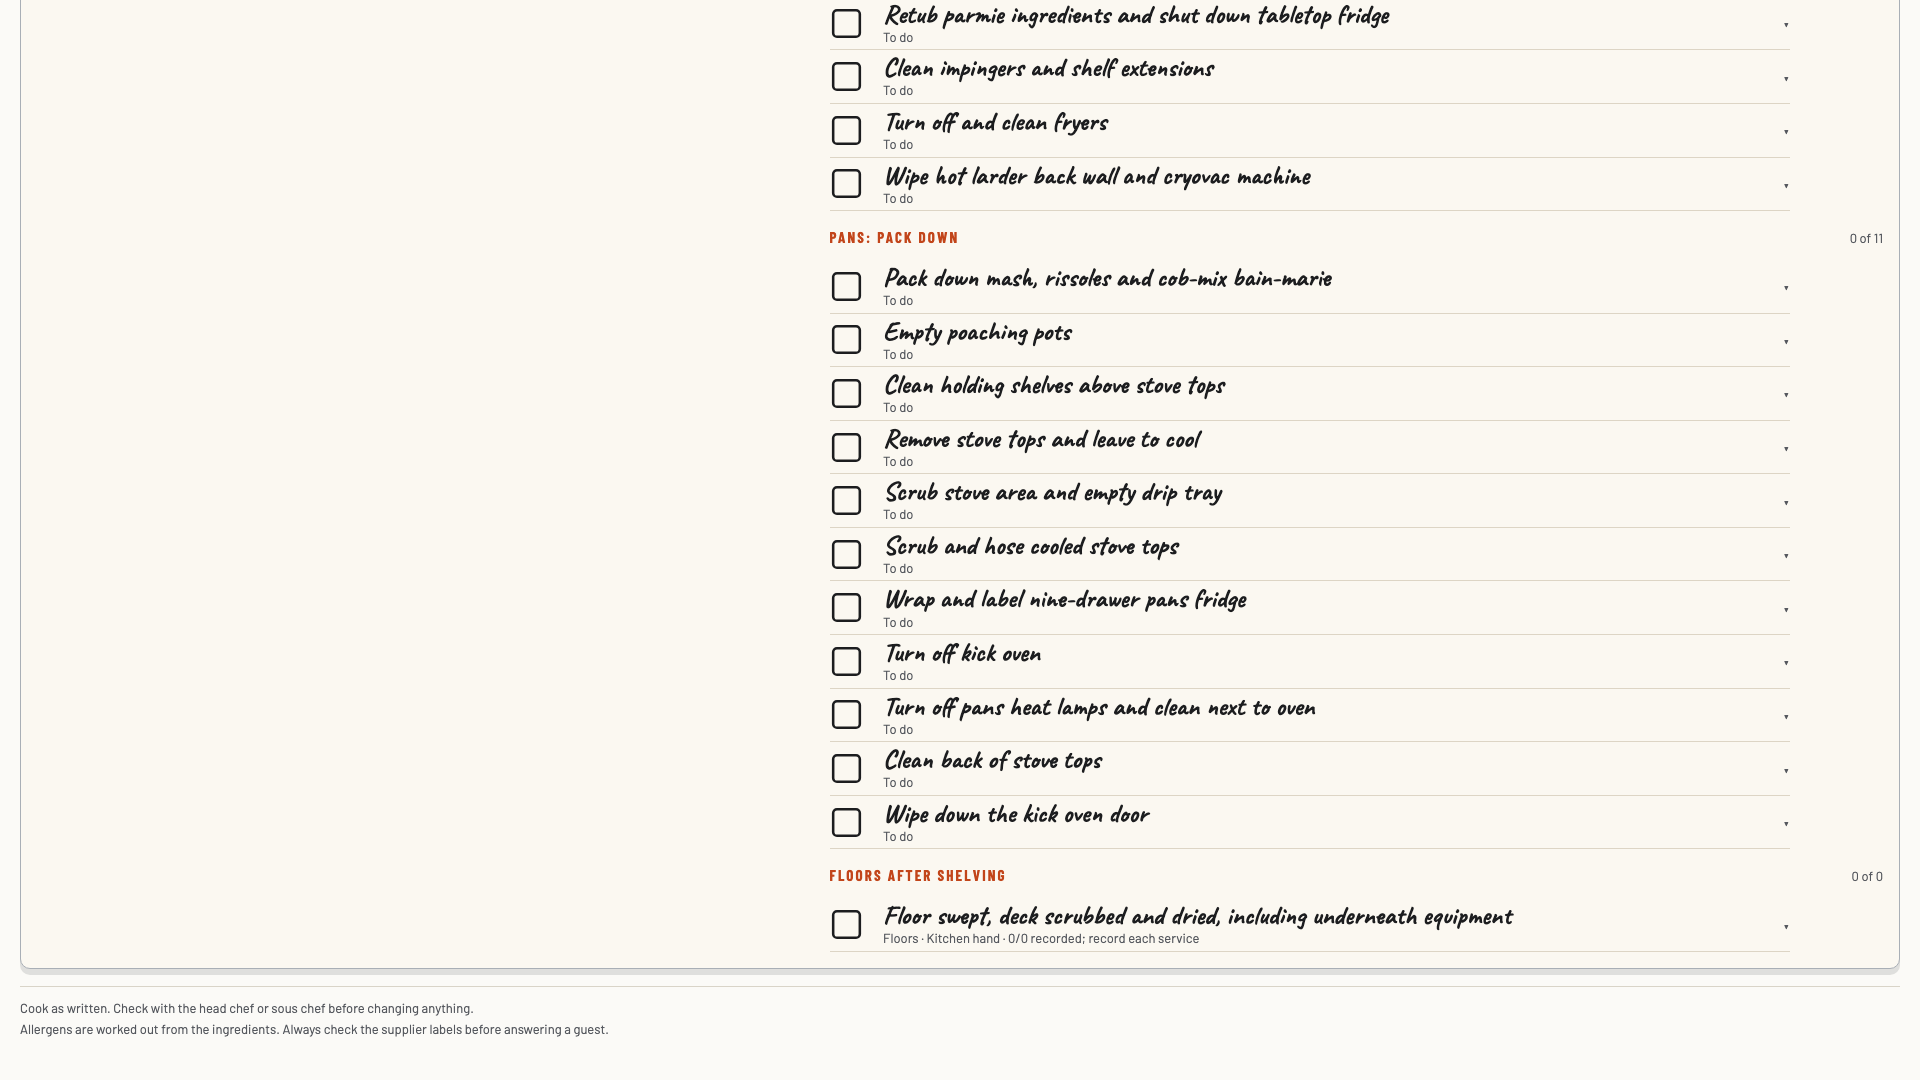 Retub parmie ingredients and shut down tabletop fridge
To do
Clean impingers and shelf extensions
To do
Turn off and clean fryers
To do
Wipe hot larder back wall and cryovac machine
To do
PANS: PACK DOWN
0 of 11
Pack down mash, rissoles and cob-mix bain-marie
To do
Empty poaching pots
To do
Clean holding shelves above stove tops
To do
Remove stove tops and leave to cool
To do
Scrub stove area and empty drip tray
To do
Scrub and hose cooled stove tops
To do
Wrap and label nine-drawer pans fridge
To do
Turn off kick oven
To do
Turn off pans heat lamps and clean next to oven
To do
Clean back of stove tops
To do
Wipe down the kick oven door
To do
FLOORS AFTER SHELVING
0 of 0
Floor swept, deck scrubbed and dried, including underneath equipment
Floors · Kitchen hand · 0/0 recorded; record each service
Cook as written. Check with the head chef or sous chef before changing anything.
Allergens are worked out from the ingredients. Always check the supplier labels before answering a guest.